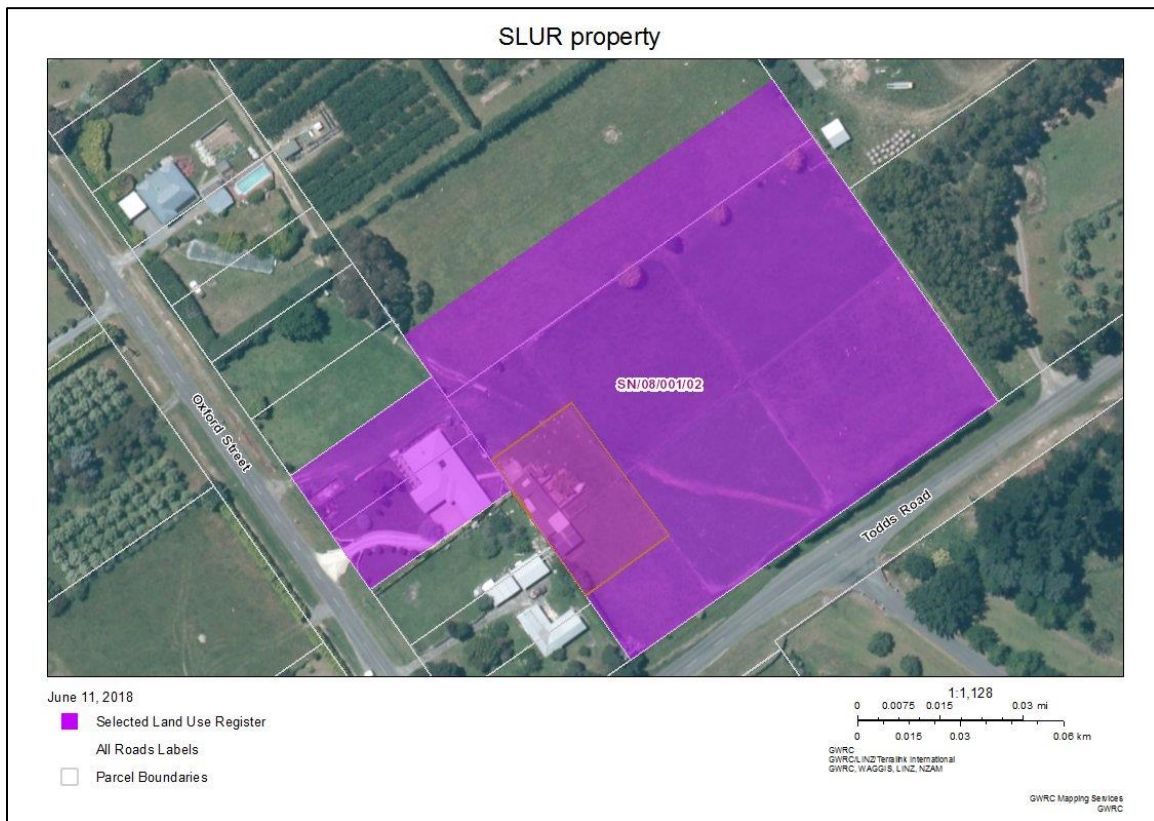 SLUR property
SN/08/001/02
Oxford Street
Todds Road
June 11, 2018
Selected Land Use Register
All Roads Labels
Parcel Boundaries
1:1,128
0 0.0075 0.015 0.03 mi
0 0.015 0.03 0.06 km
GWRC
GWRC/LINZ/Terralink International
GWRC, WAGGIS, LINZ, NZAM
GWRC Mapping Services
GWRC